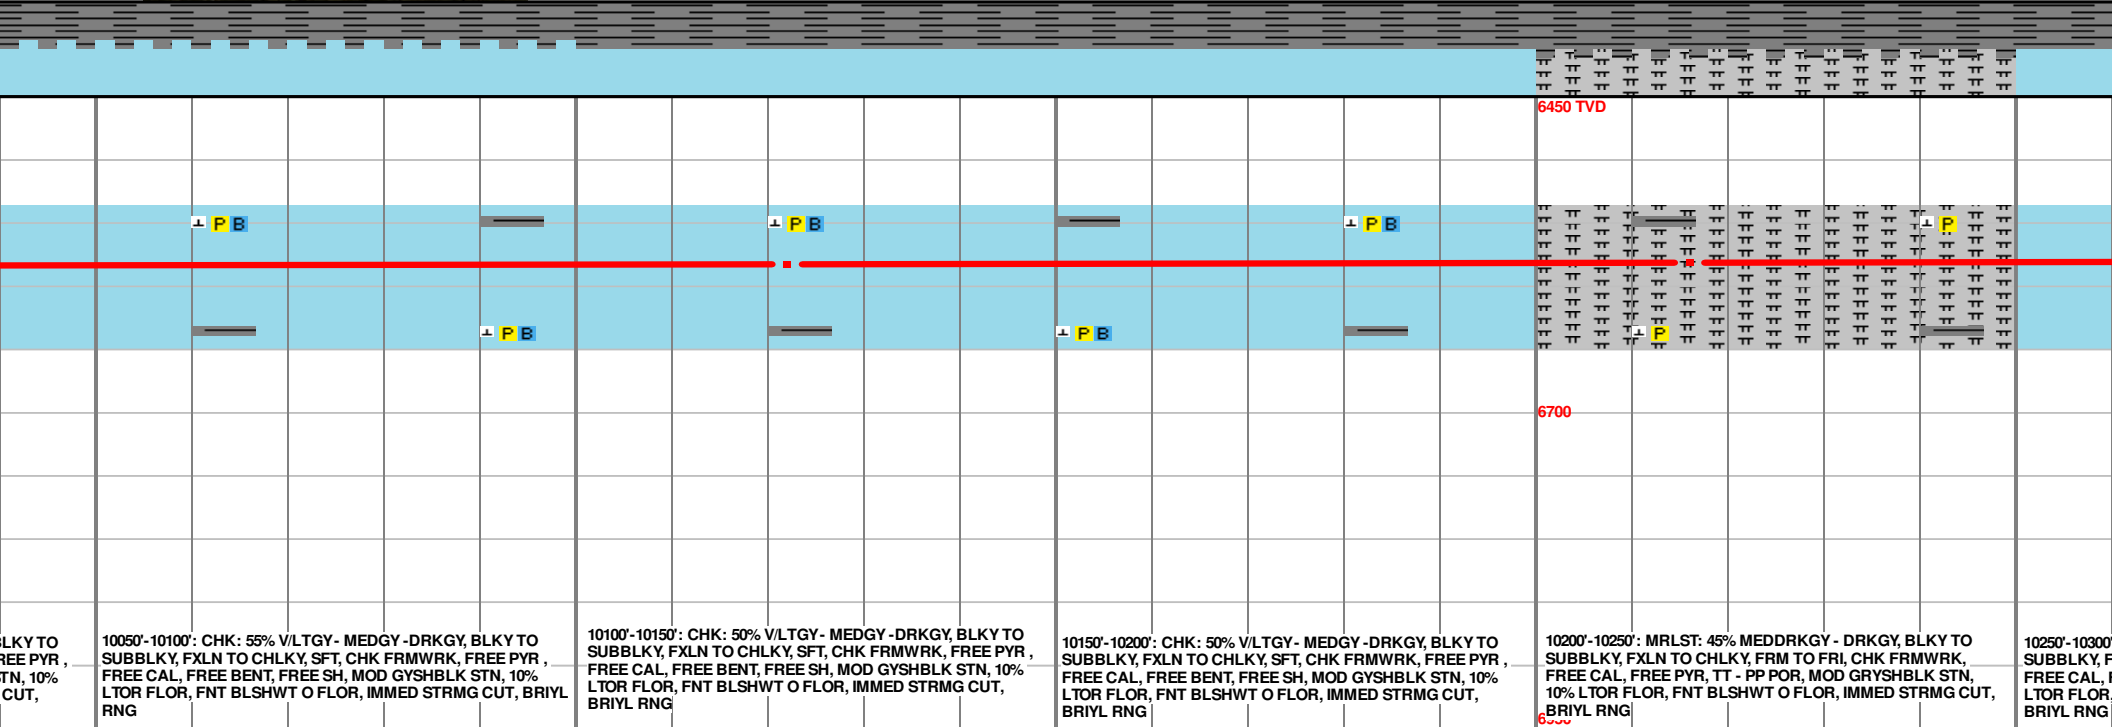 6450 TVD
P B
P B
P B
P
P B
P B
P
6700
BLKY TO
REE PYR ,
STN, 10%
CUT,
10050'-10100': CHK: 55% V/LTGY - MEDGY -DRKGY, BLKY TO
SUBBLKY, FXLN TO CHLKY, SFT, CHK FRMWRK, FREE PYR ,
FREE CAL, FREE BENT, FREE SH, MOD GYSHBLK STN, 10%
LTOR FLOR, FNT BLSHWT O FLOR, IMMED STRMG CUT, BRIYL
RNG
10100'-10150': CHK: 50% V/LTGY - MEDGY -DRKGY, BLKY TO
SUBBLKY, FXLN TO CHLKY, SFT, CHK FRMWRK, FREE PYR ,
FREE CAL, FREE BENT, FREE SH, MOD GYSHBLK STN, 10%
LTOR FLOR, FNT BLSHWT O FLOR, IMMED STRMG CUT,
BRIYL RNG
10150'-10200': CHK: 50% V/LTGY - MEDGY -DRKGY, BLKY TO
SUBBLKY, FXLN TO CHLKY, SFT, CHK FRMWRK, FREE PYR ,
FREE CAL, FREE BENT, FREE SH, MOD GYSHBLK STN, 10%
LTOR FLOR, FNT BLSHWT O FLOR, IMMED STRMG CUT,
BRIYL RNG
10200'-10250': MRLST: 45% MEDDRKGY - DRKGY, BLKY TO
SUBBLKY, FXLN TO CHLKY, FRM TO FRI, CHK FRMWRK,
FREE CAL, FREE PYR, TT - PP POR, MOD GRYSHBLK STN,
10% LTOR FLOR, FNT BLSHWT O FLOR, IMMED STRMG CUT,
BRIYL RNG
10250'-10300'
SUBBLKY, F
FREE CAL, F
LTOR FLOR,
BRIYL RNG